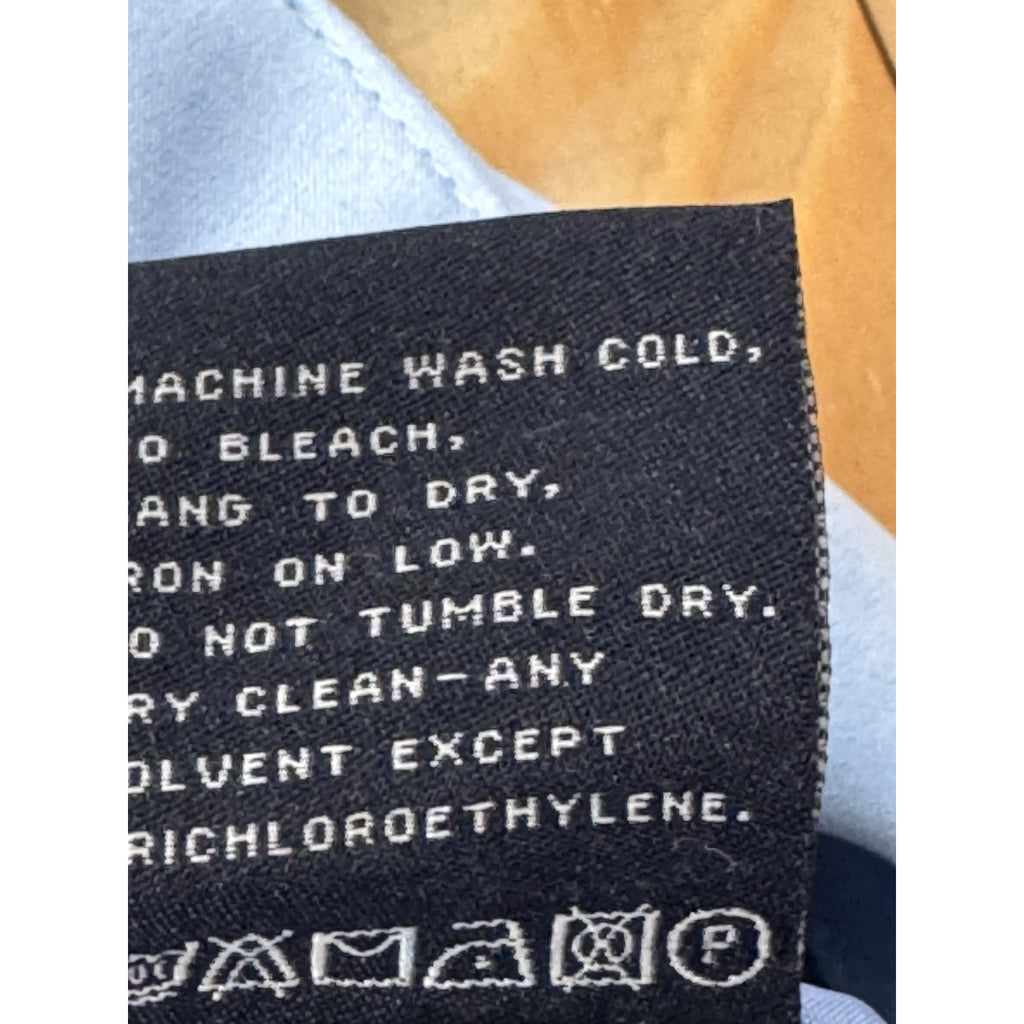 MACHINE WASH COLD,
O BLEACH,
ANG TO DRY,
RON ON LOW.
O NOT TUMBLE DRY.
RY CLEAN-ANY
OLVENT EXCEPT
RICHLOROETHYLENE.
P